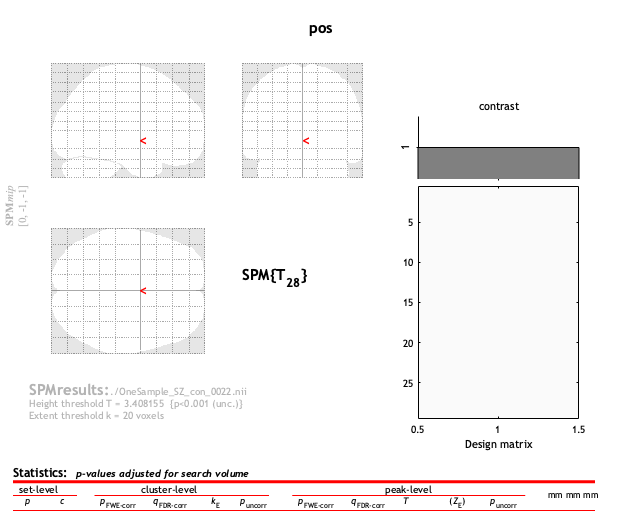 pos
contrast
1
SPMmip
[0, -1, -1]
<
<
<
SPM{T28}
5
10
15
20
25
0.5 1 1.5
Design matrix
SPMresults: ./OneSample_SZ_con_0022.nii
Height threshold T = 3.408155 [p<0.001 (unc.)]
Extent threshold k = 20 voxels
Statistics: p-values adjusted for search volume
set-level cluster-level peak-level mm mm mm
p c pFWE-corr qFDR-corr kE puncorr pFWE-corr qFDR-corr T (ZE) puncorr